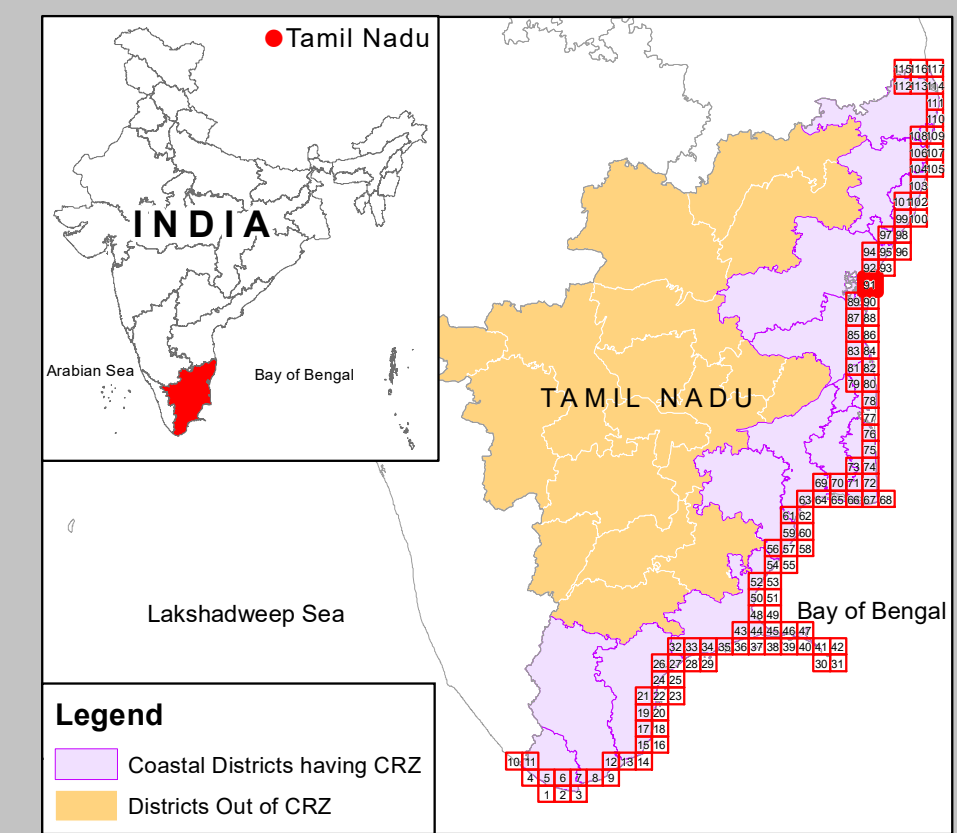 Tamil Nadu
INDIA
Arabian Sea
Bay of Bengal
115 116 117
112 113 114
111
110
108 109
106 107
104 105
103
101 102
99 100
97 98
94 95 96
92 93
91
89 90
87 88
85 86
83 84
81 82
79 80
TAMIL NADU
78
77
76
75
73 74
69 70 71 72
63 64 65 66 67 68
61 62
59 60
56 57 58
54 55
52 53
50 51
48 49
Lakshadweep Sea
Bay of Bengal
43 44 45 46 47
32 33 34 35 36 37 38 39 40 41 42
26 27 28 29 30 31
24 25
21 22 23
19 20
17 18
15 16
10 11 12 13 14
4 5 6 7 8 9
1 2 3
Legend
Coastal Districts having CRZ
Districts Out of CRZ